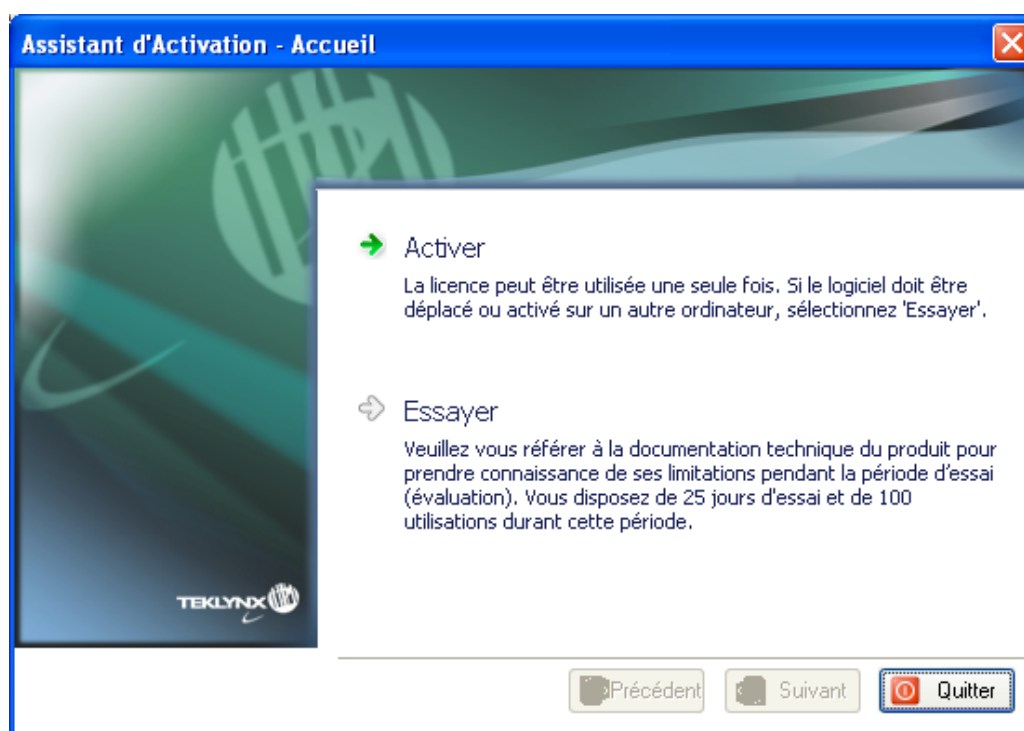 Assistant d'Activation - Accueil
Activer
La licence peut être utilisée une seule fois. Si le logiciel doit être
déplacé ou activé sur un autre ordinateur, sélectionnez 'Essayer'.
Essayer
Veuillez vous référer à la documentation technique du produit pour
prendre connaissance de ses limitations pendant la période d'essai
(évaluation). Vous disposez de 25 jours d'essai et de 100
utilisations durant cette période.
TEKLYNX
Précédent
Suivant
Quitter